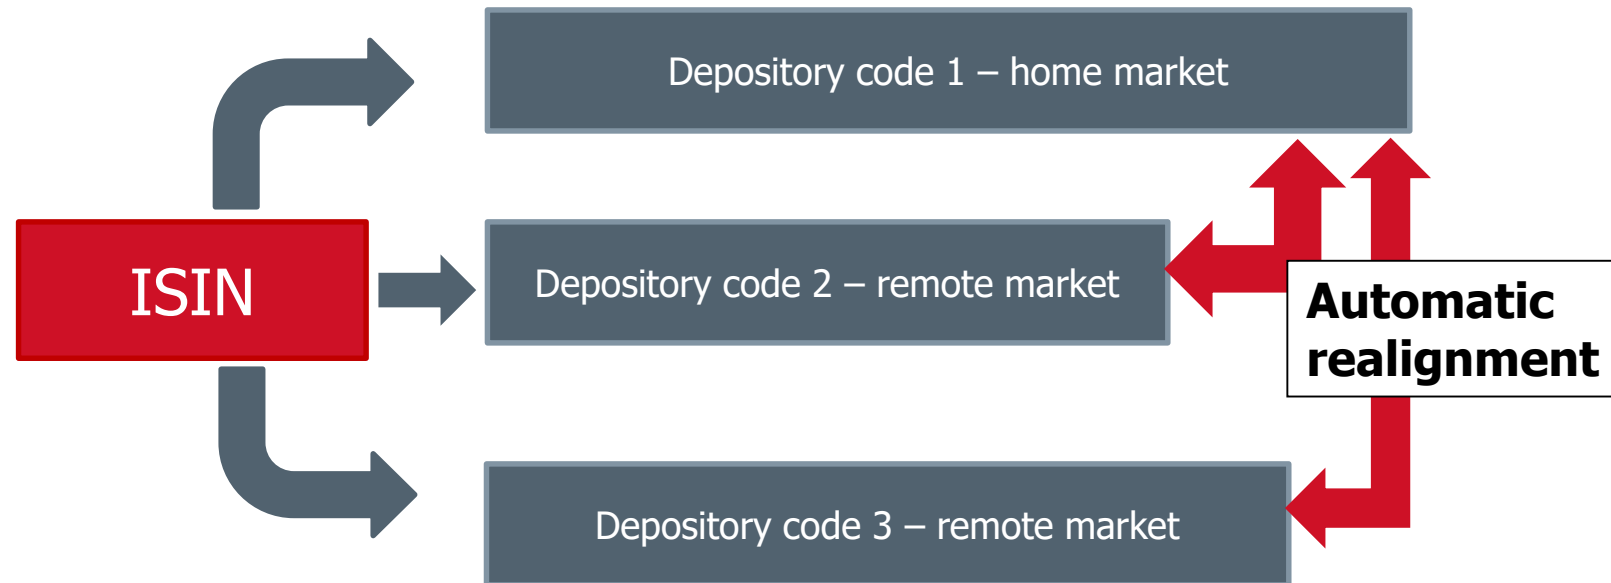 Depository code 1 – home market
ISIN
Depository code 2 – remote market
Automatic
realignment
Depository code 3 – remote market